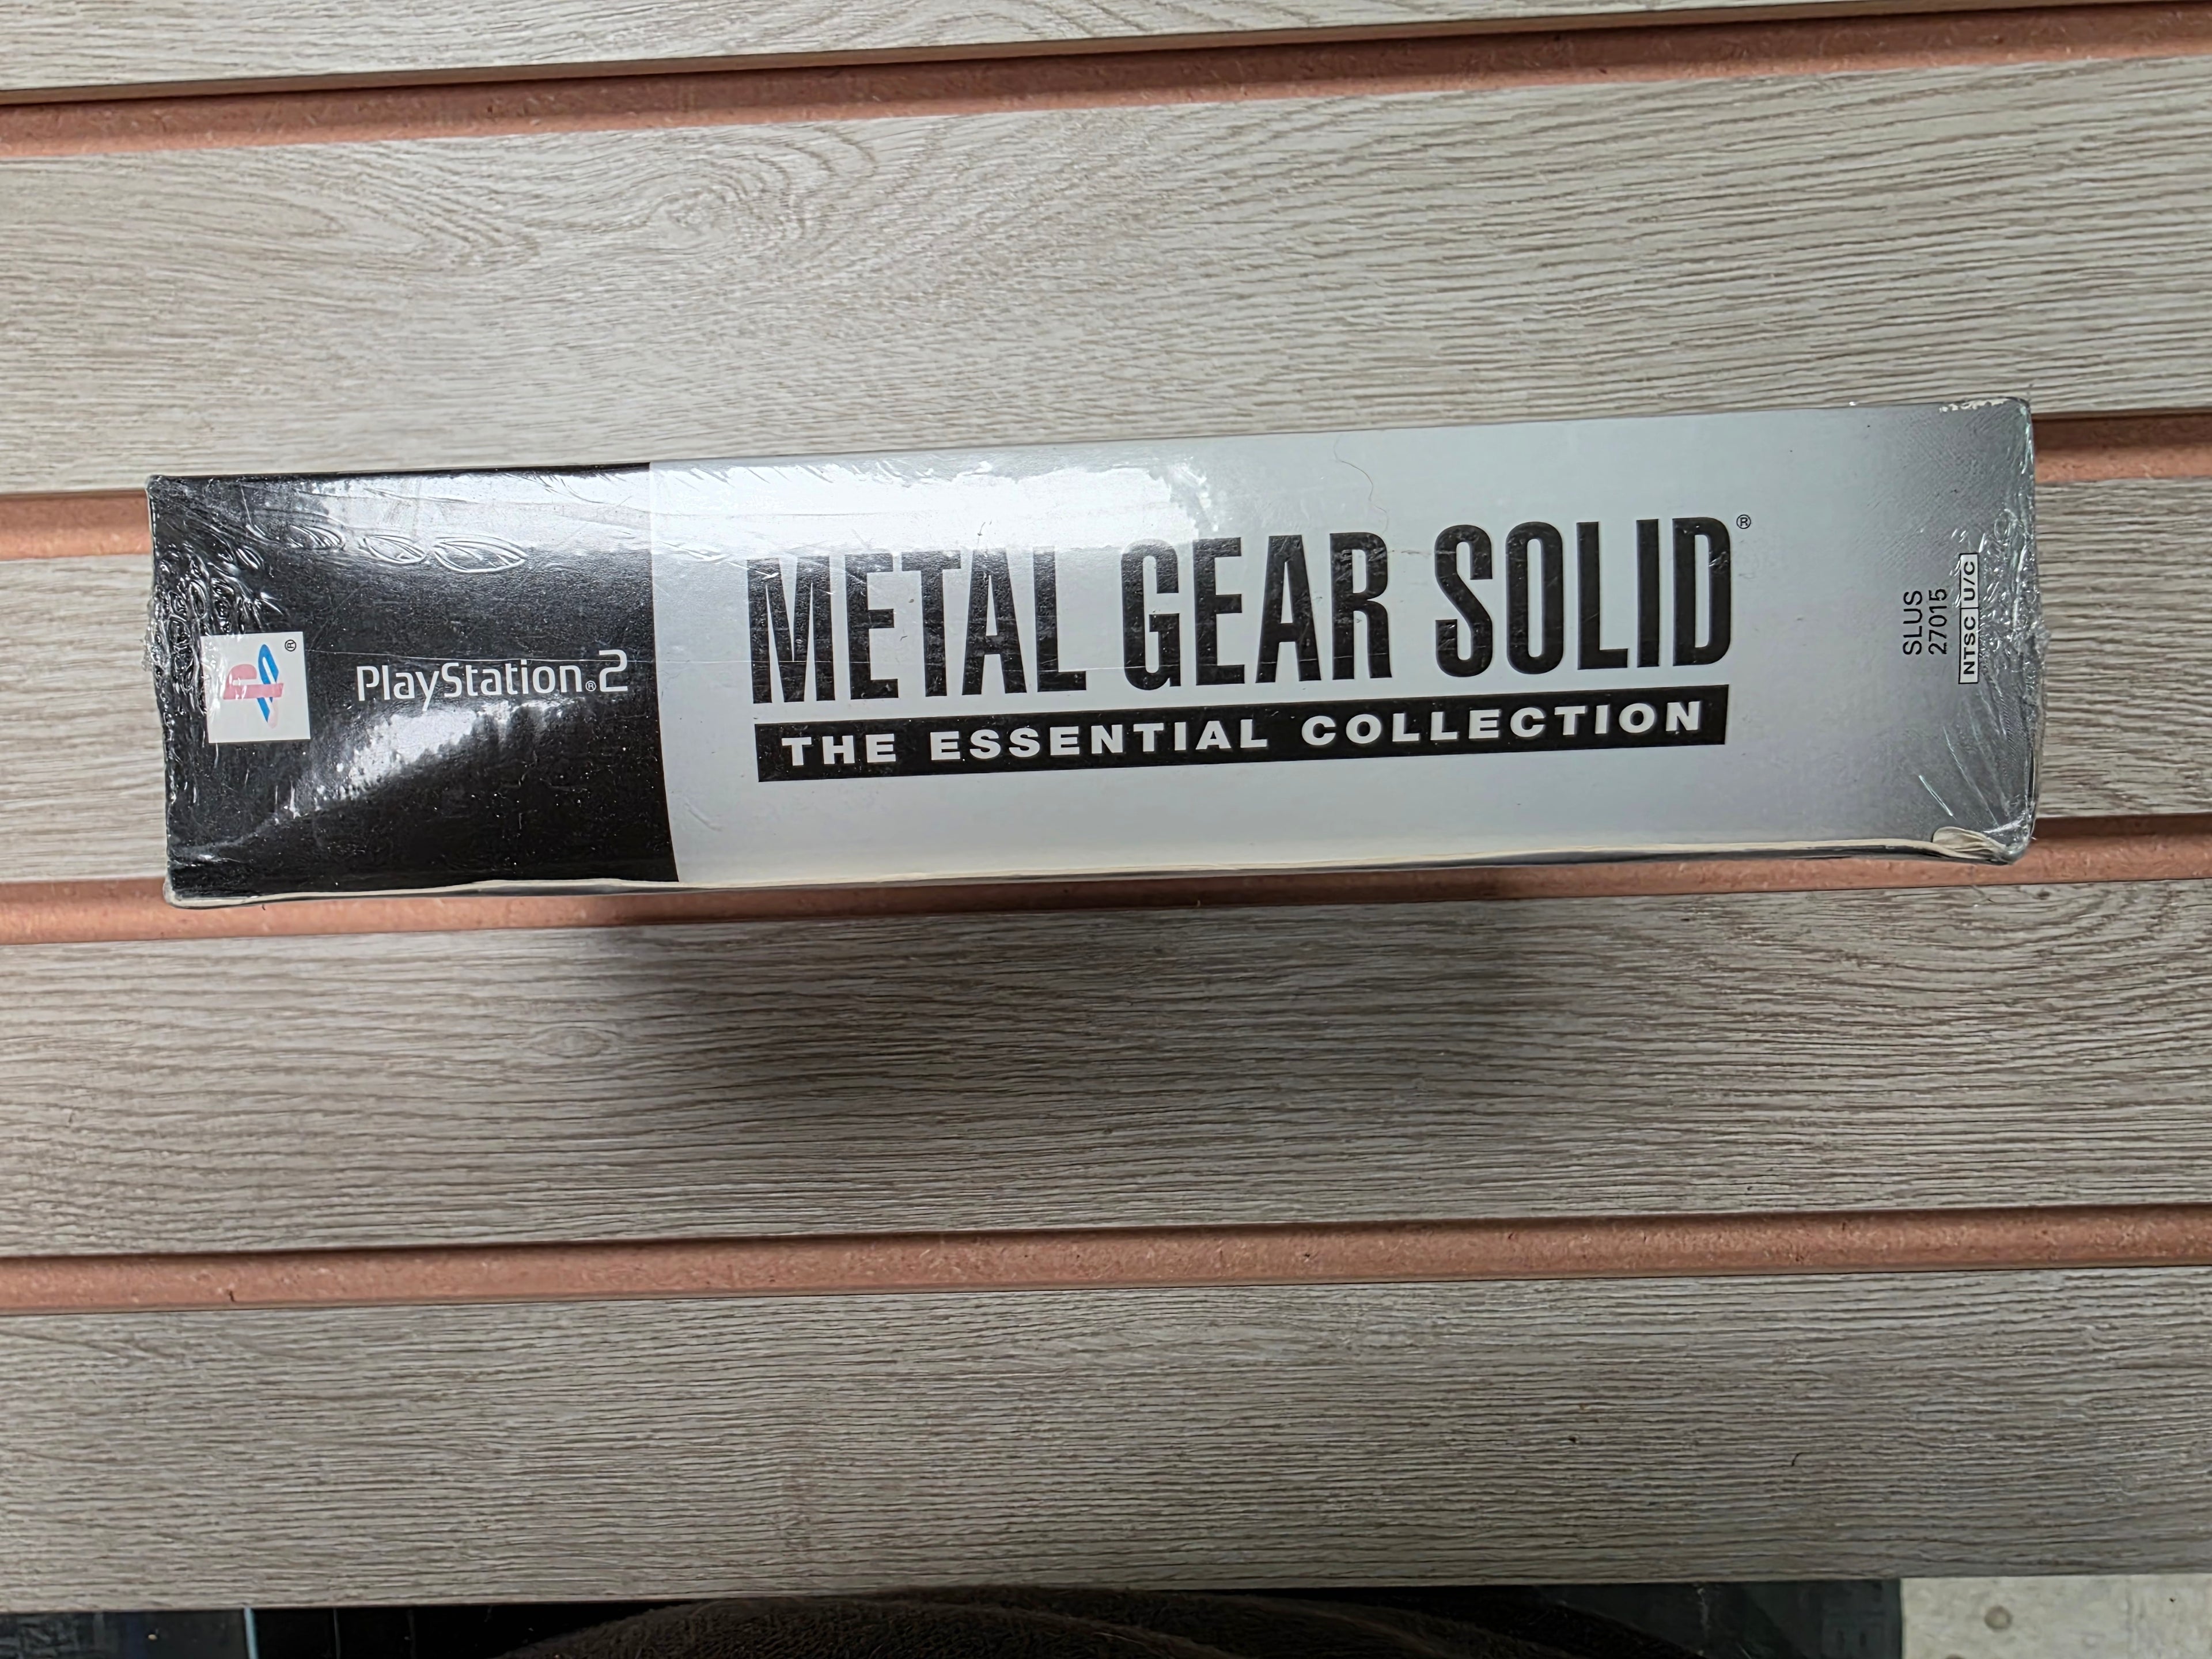 PlayStation®2
METAL GEAR SOLID®
THE ESSENTIAL COLLECTION
SLUS
27015
NTSC U/C
®